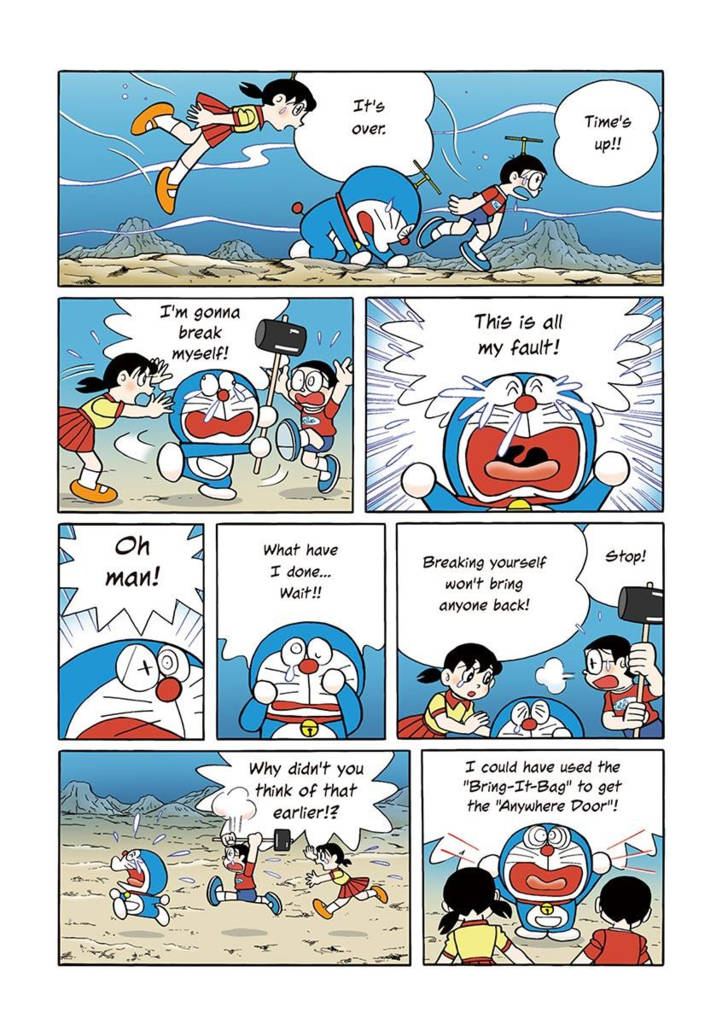 Time's
up!!
It's
over.
This is all
my fault!
I'm gonna
break
myself!
Stop!
Breaking yourself
won't bring
anyone back!
What have
I done...
Wait!!
Oh
man!
I could have used the
"Bring-It-Bag" to get
the "Anywhere Door"!
Why didn't you
think of that
earlier!?